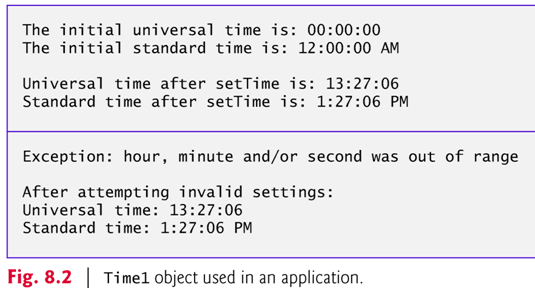 The initial universal time is: 00:00:00
The initial standard time is: 12:00:00 AM
Universal time after setTime is: 13:27:06
Standard time after setTime is: 1:27:06 PM
Exception: hour, minute and/or second was out of range
After attempting invalid settings:
Universal time: 13:27:06
Standard time: 1:27:06 PM
Fig. 8.2 | Time1 object used in an application.